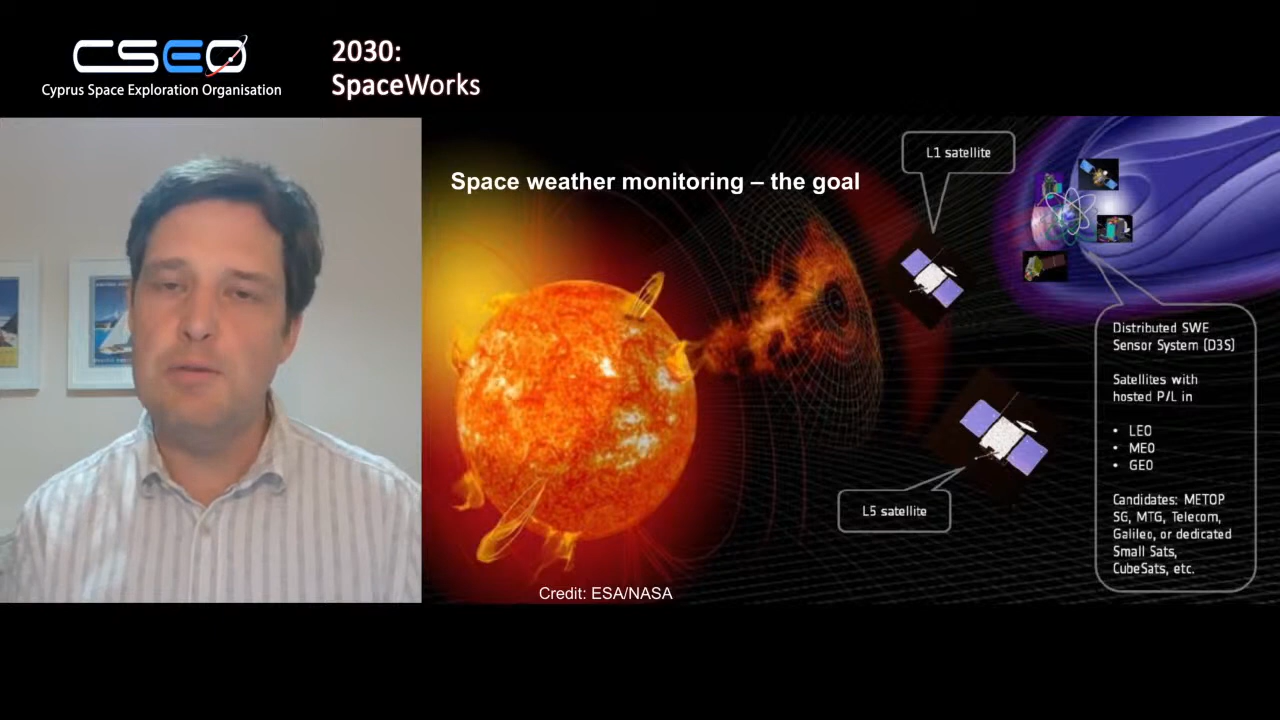 CSEO
Cyprus Space Exploration Organisation
2030:
SpaceWorks
Space weather monitoring – the goal
L1 satellite
L5 satellite
Distributed SWE
Sensor System (D3S)
Satellites with
hosted P/L in
• LEO
• MEO
• GEO
Candidates: METOP
SG, MTG, Telecom,
Galileo, or dedicated
Small Sats,
CubeSats, etc.
Credit: ESA/NASA